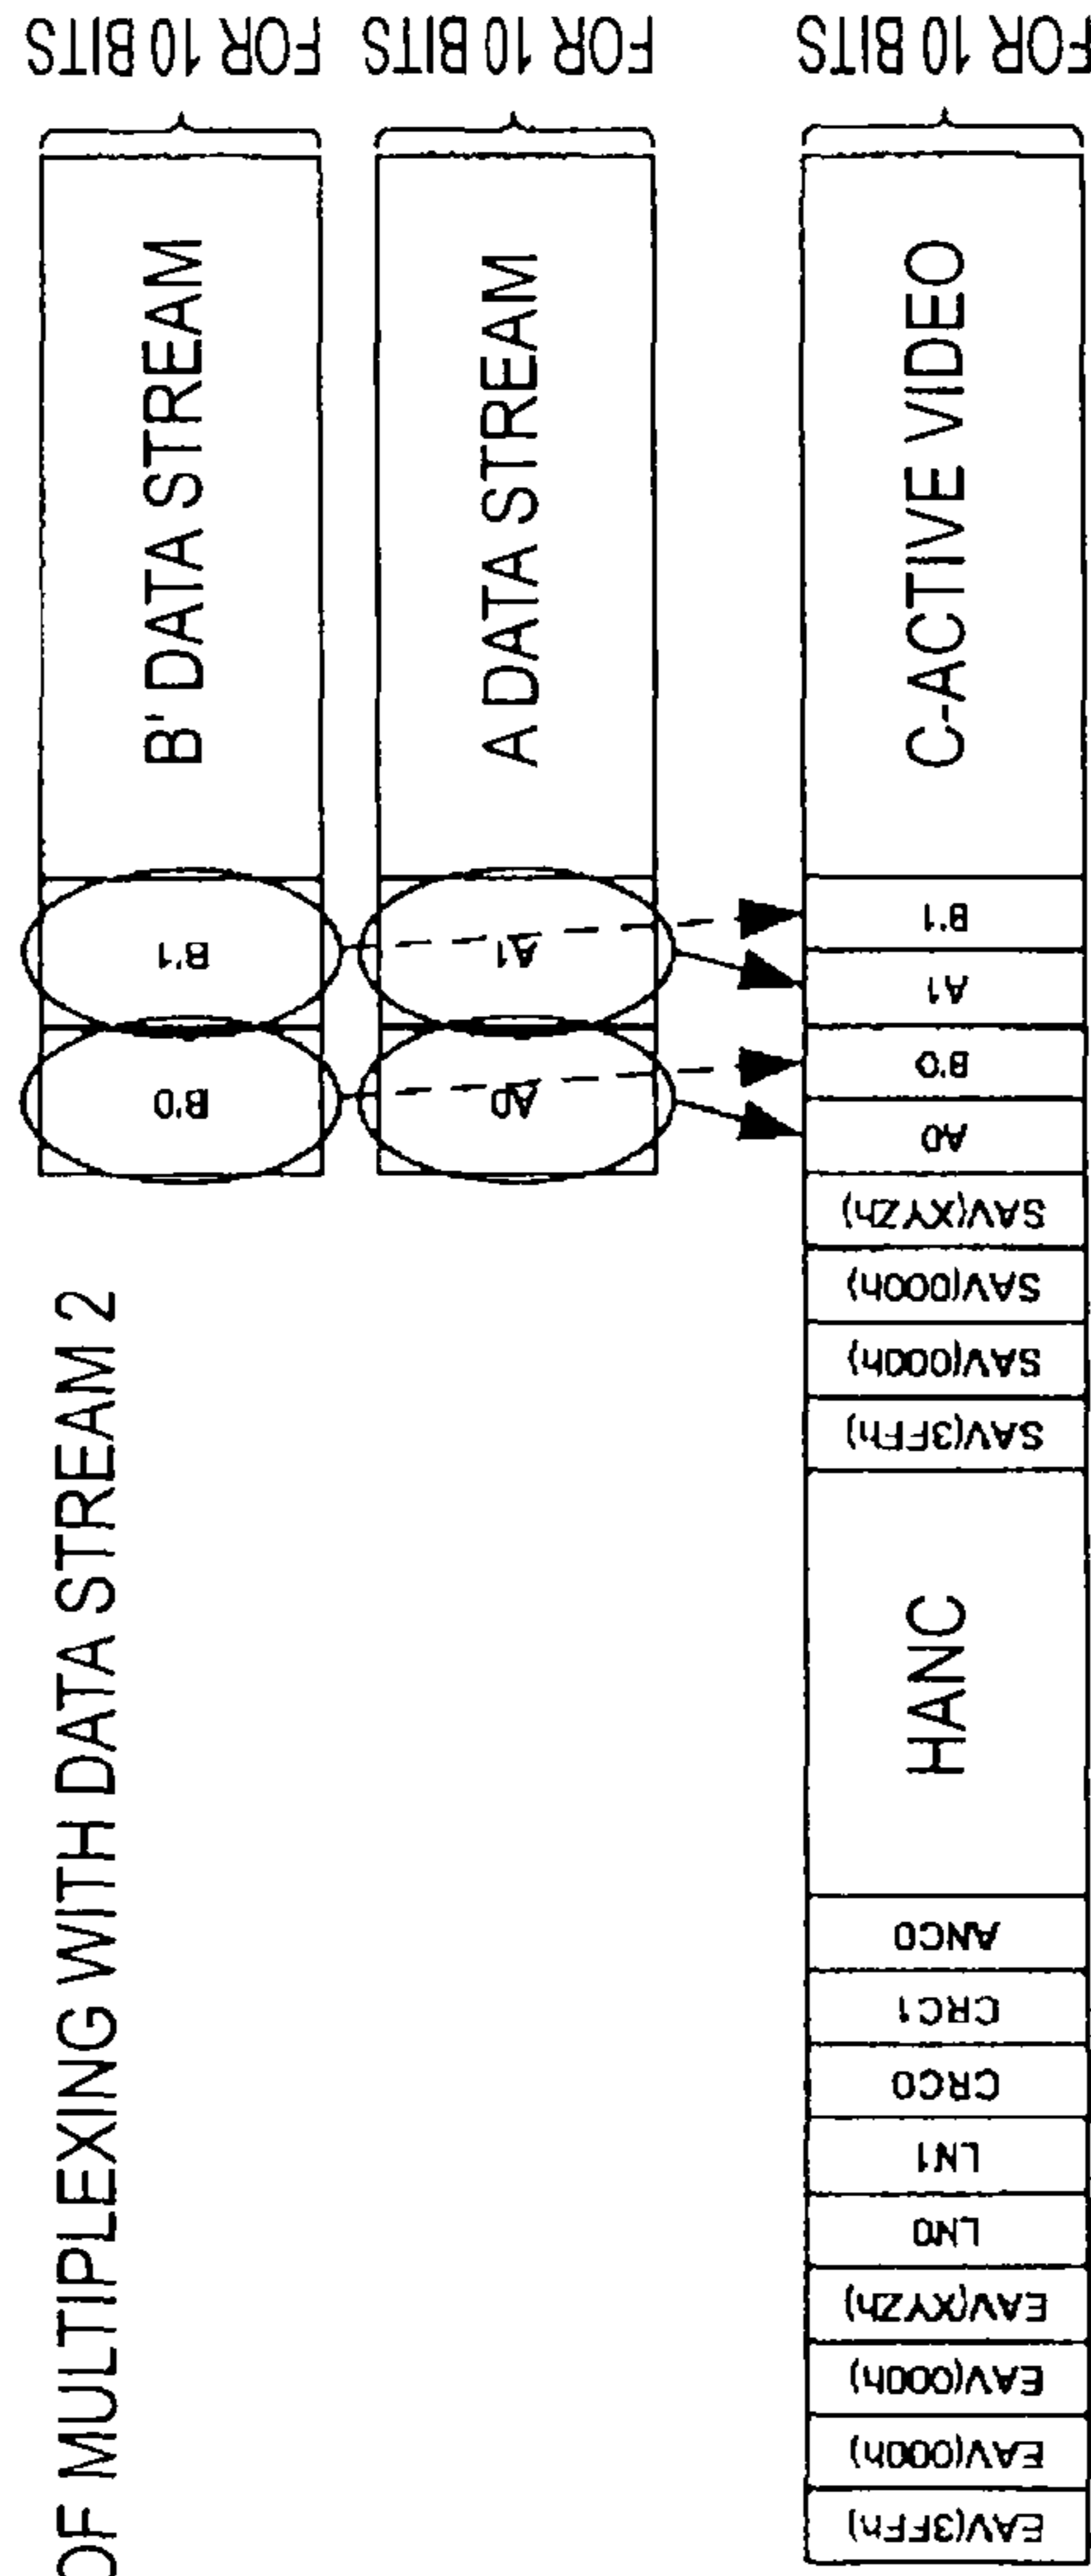 OF MULTIPLEXING WITH DATA STREAM 2
B'0
B'1
B' DATA STREAM
FOR 10 BITS
A0
A1
A DATA STREAM
FOR 10 BITS
EAV(3FFh)
EAV(000h)
EAV(000h)
EAV(XYZh)
LN0
LN1
CRC0
CRC1
ANC0
HANC
SAV(3FFh)
SAV(000h)
SAV(000h)
SAV(XYZh)
A0
B'0
A1
B'1
C-ACTIVE VIDEO
FOR 10 BITS